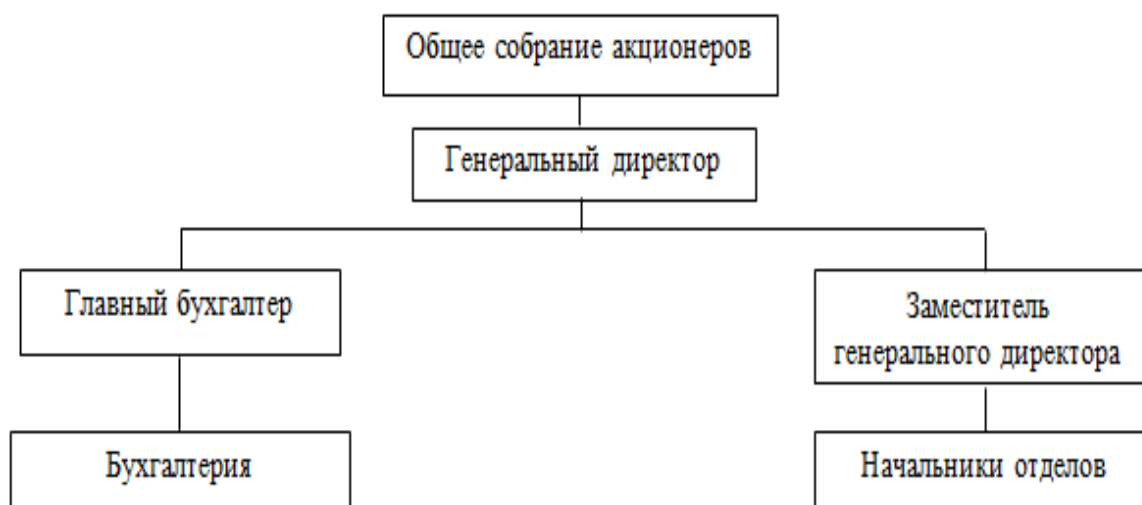 Общее собрание акционеров
Генеральный директор
Главный бухгалтер
Заместитель
генерального директора
Бухгалтерия
Начальники отделов